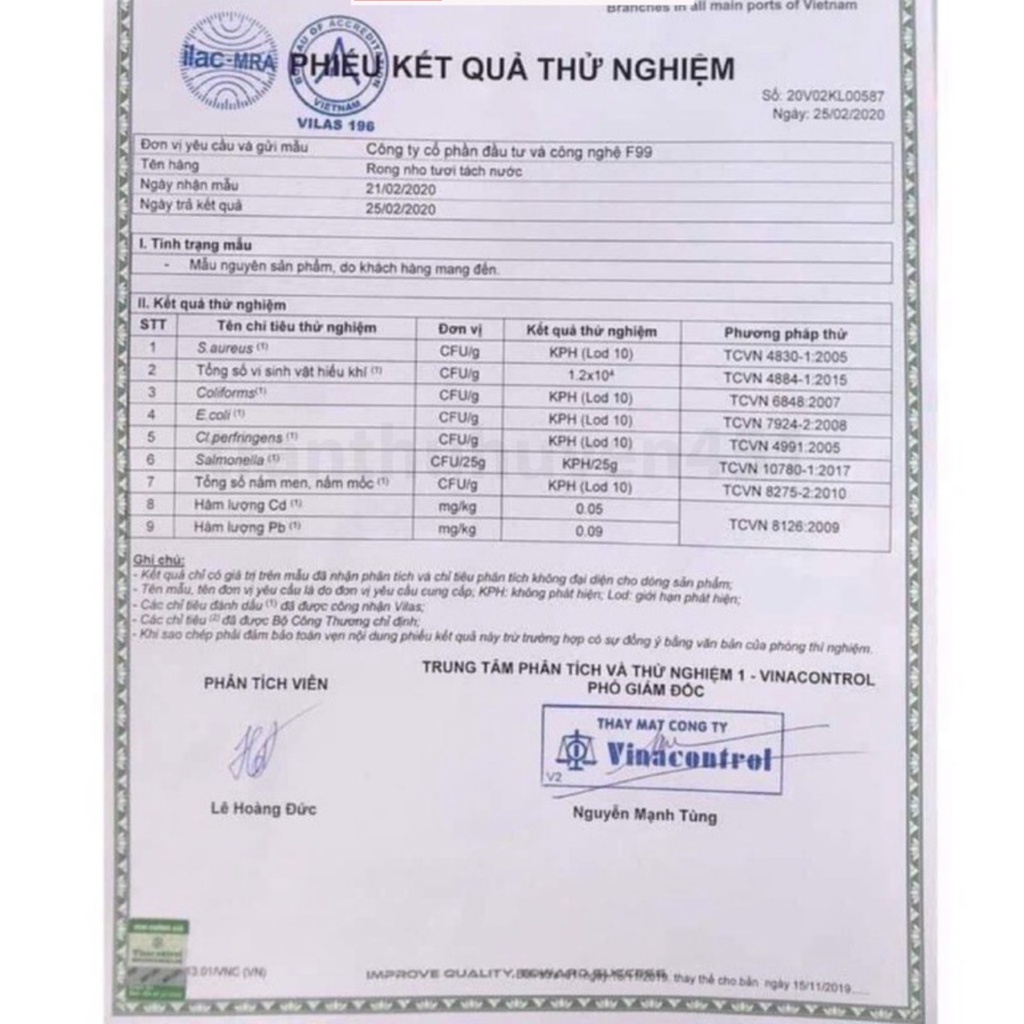 Branches in all main ports of Vietnam
ilac-MRA
BUREAU OF ACCREDITATION
VIETNAM
VILAS 196
PHIẾU KẾT QUẢ THỬ NGHIỆM
Số: 20V02KL00587
Ngày: 25/02/2020
Đơn vị yêu cầu và gửi mẫu Công ty cổ phần đầu tư và công nghệ F99
Tên hàng Rong nho tươi tách nước
Ngày nhận mẫu 21/02/2020
Ngày trả kết quả 25/02/2020
I. Tình trạng mẫu
- Mẫu nguyên sản phẩm, do khách hàng mang đến.
II. Kết quả thử nghiệm
STT Tên chỉ tiêu thử nghiệm Đơn vị Kết quả thử nghiệm Phương pháp thử
1 S.aureus (1) CFU/g KPH (Lod 10) TCVN 4830-1:2005
2 Tổng số vi sinh vật hiếu khí (1) CFU/g 1.2x10⁴ TCVN 4884-1:2015
3 Coliforms(1) CFU/g KPH (Lod 10) TCVN 6848:2007
4 E.coli (1) CFU/g KPH (Lod 10) TCVN 7924-2:2008
5 Cl.perfringens (1) CFU/g KPH (Lod 10) TCVN 4991:2005
6 Salmonella (1) CFU/25g KPH/25g TCVN 10780-1:2017
7 Tổng số nấm men, nấm mốc (1) CFU/g KPH (Lod 10) TCVN 8275-2:2010
8 Hàm lượng Cd (1) mg/kg 0.05 TCVN 8126:2009
9 Hàm lượng Pb (1) mg/kg 0.09
Ghi chú:
- Kết quả chỉ có giá trị trên mẫu đã nhận phân tích và chỉ tiêu phân tích không đại diện cho dòng sản phẩm;
- Tên mẫu, tên đơn vị yêu cầu là do đơn vị yêu cầu cung cấp; KPH: không phát hiện; Lod: giới hạn phát hiện;
- Các chỉ tiêu đánh dấu (1) đã được công nhận Vilas;
- Các chỉ tiêu (2) đã được Bộ Công Thương chỉ định;
- Khi sao chép phải đảm bảo toàn vẹn nội dung phiếu kết quả này trừ trường hợp có sự đồng ý bằng văn bản của phòng thí nghiệm.
TRUNG TÂM PHÂN TÍCH VÀ THỬ NGHIỆM 1 - VINACONTROL
PHÂN TÍCH VIÊN PHÓ GIÁM ĐỐC
THAY MẶT CÔNG TY
Vinacontrol
V2
Lê Hoàng Đức Nguyễn Mạnh Tùng
3.01/VNC (VN) IMPROVE QUALITY, thay thế cho bản ngày 15/11/2019